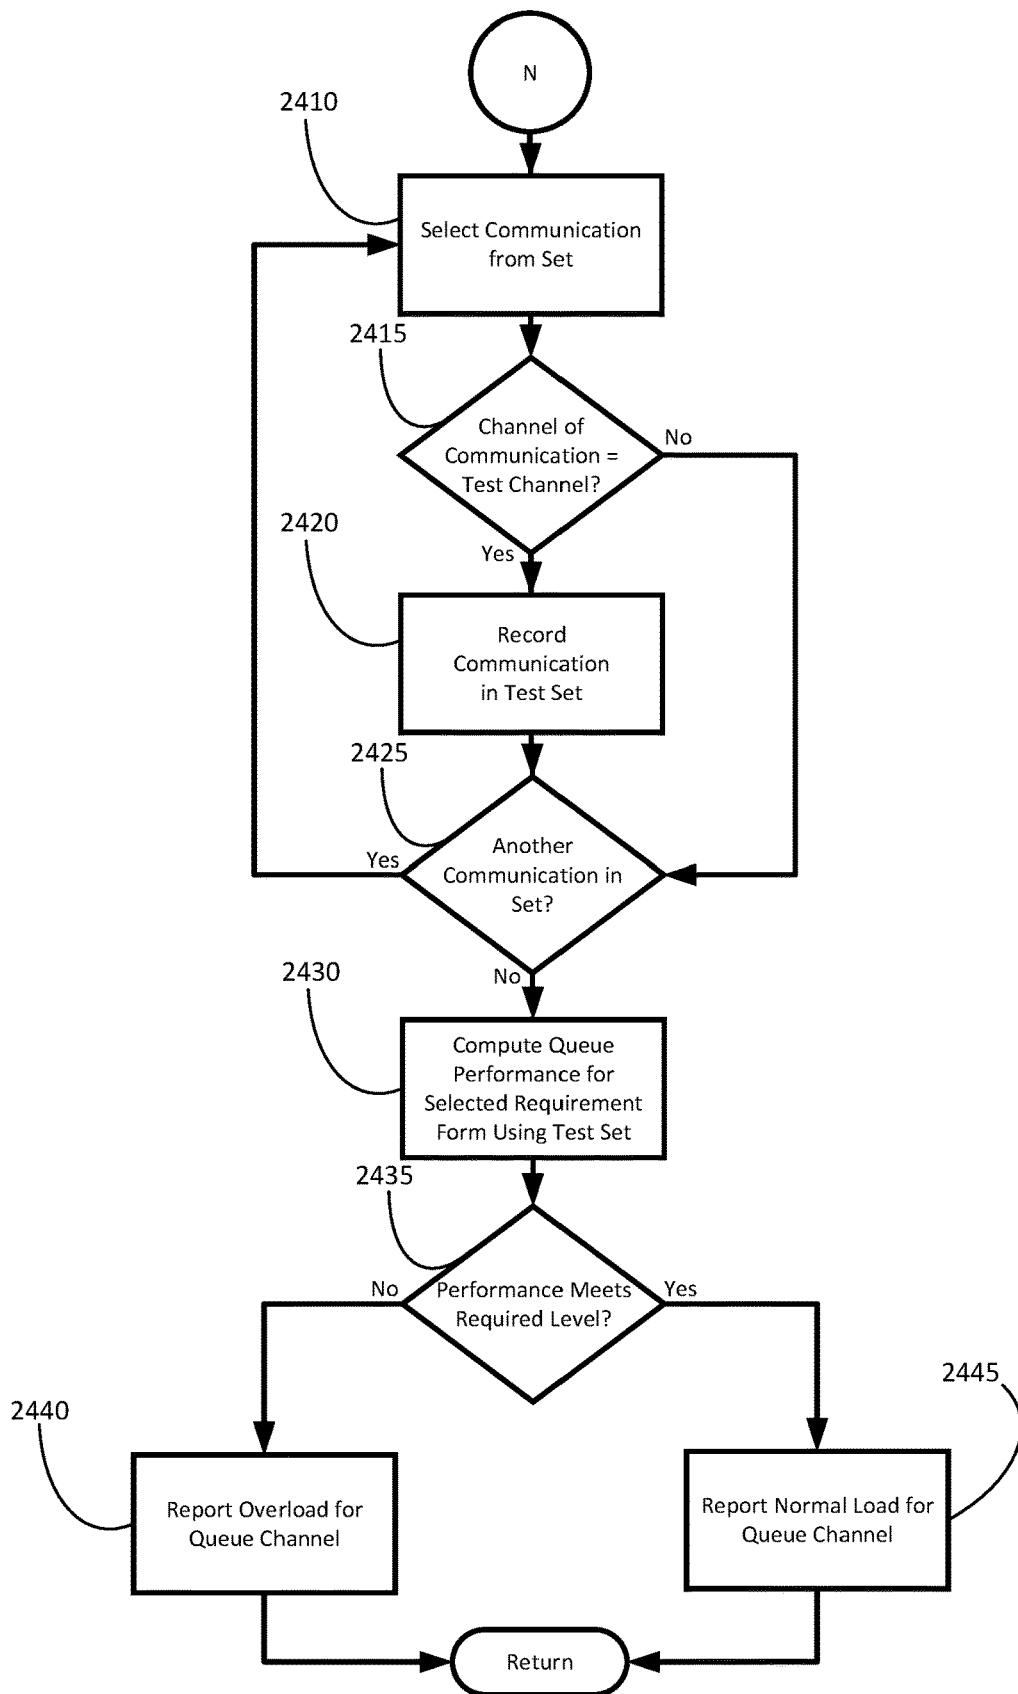 N
2410
Select Communication
from Set
2415
Channel of
Communication =
Test Channel?
No
2420
Yes
Record
Communication
in Test Set
2425
Another
Communication in
Set?
Yes
No
2430
Compute Queue
Performance for
Selected Requirement
Form Using Test Set
2435
No
Performance Meets
Required Level?
Yes
2440
2445
Report Overload for
Queue Channel
Report Normal Load for
Queue Channel
Return